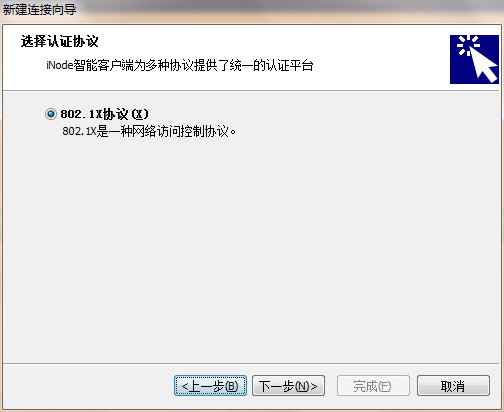 新建连接向导
选择认证协议
iNode智能客户端为多种协议提供了统一的认证平台
802.1X协议(X)
802.1X是一种网络访问控制协议。
<上一步(B) 下一步(N)> 完成(F) 取消